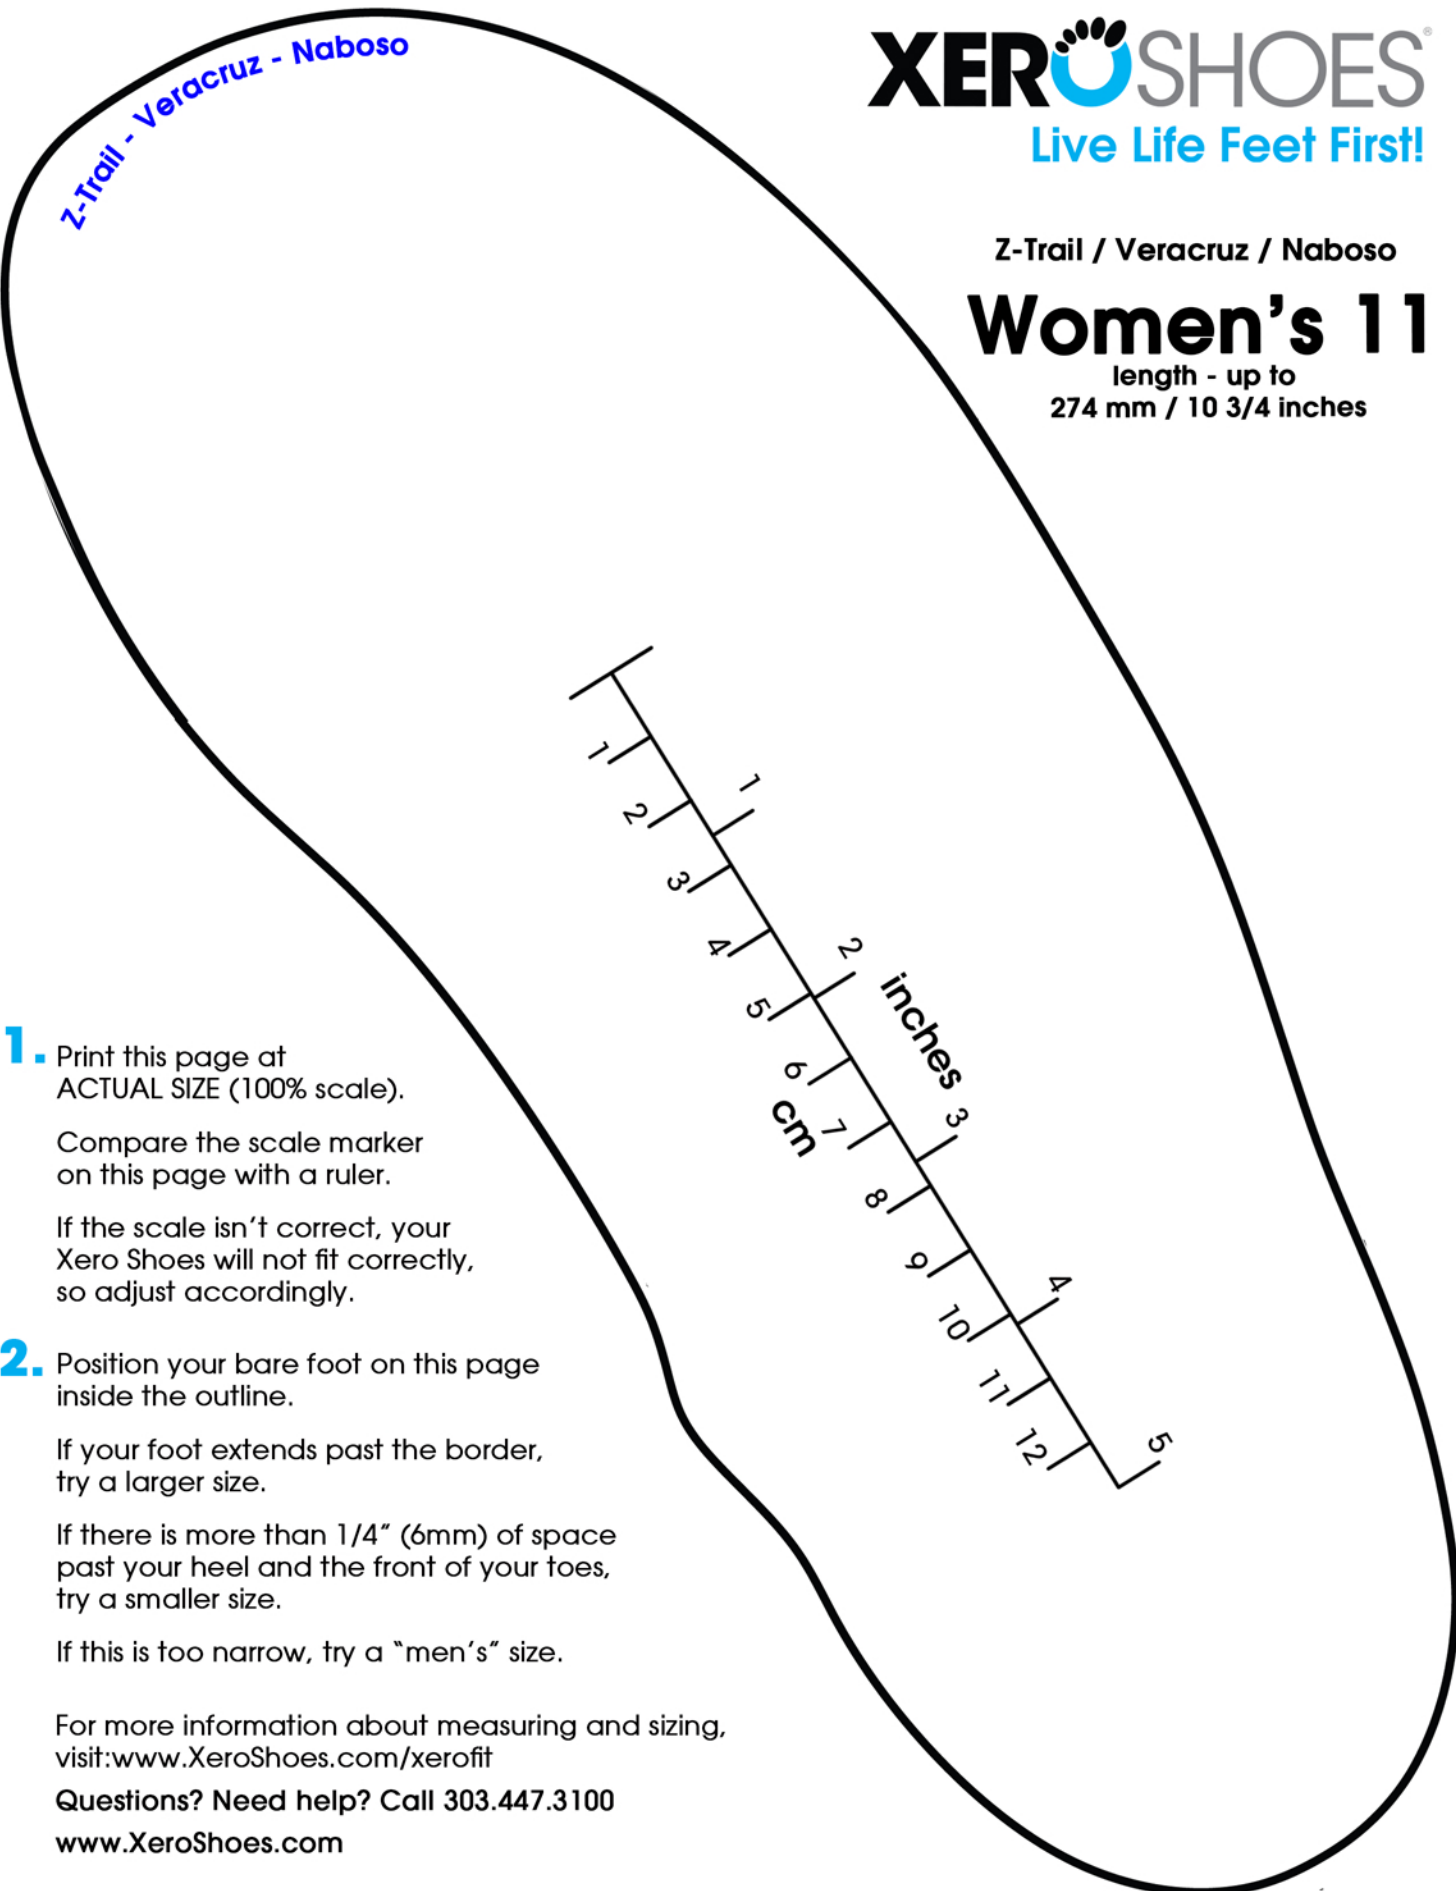 Z-Trail - Veracruz - Naboso
XEROSHOES®
Live Life Feet First!
Z-Trail / Veracruz / Naboso
Women's 11
length - up to
274 mm / 10 3/4 inches
1
2
3
4
5
6
7
8
9
10
11
12
cm
1
2
3
4
5
inches
1. Print this page at
ACTUAL SIZE (100% scale).
Compare the scale marker
on this page with a ruler.
If the scale isn't correct, your
Xero Shoes will not fit correctly,
so adjust accordingly.
2. Position your bare foot on this page
inside the outline.
If your foot extends past the border,
try a larger size.
If there is more than 1/4" (6mm) of space
past your heel and the front of your toes,
try a smaller size.
If this is too narrow, try a "men's" size.
For more information about measuring and sizing,
visit:www.XeroShoes.com/xerofit
Questions? Need help? Call 303.447.3100
www.XeroShoes.com